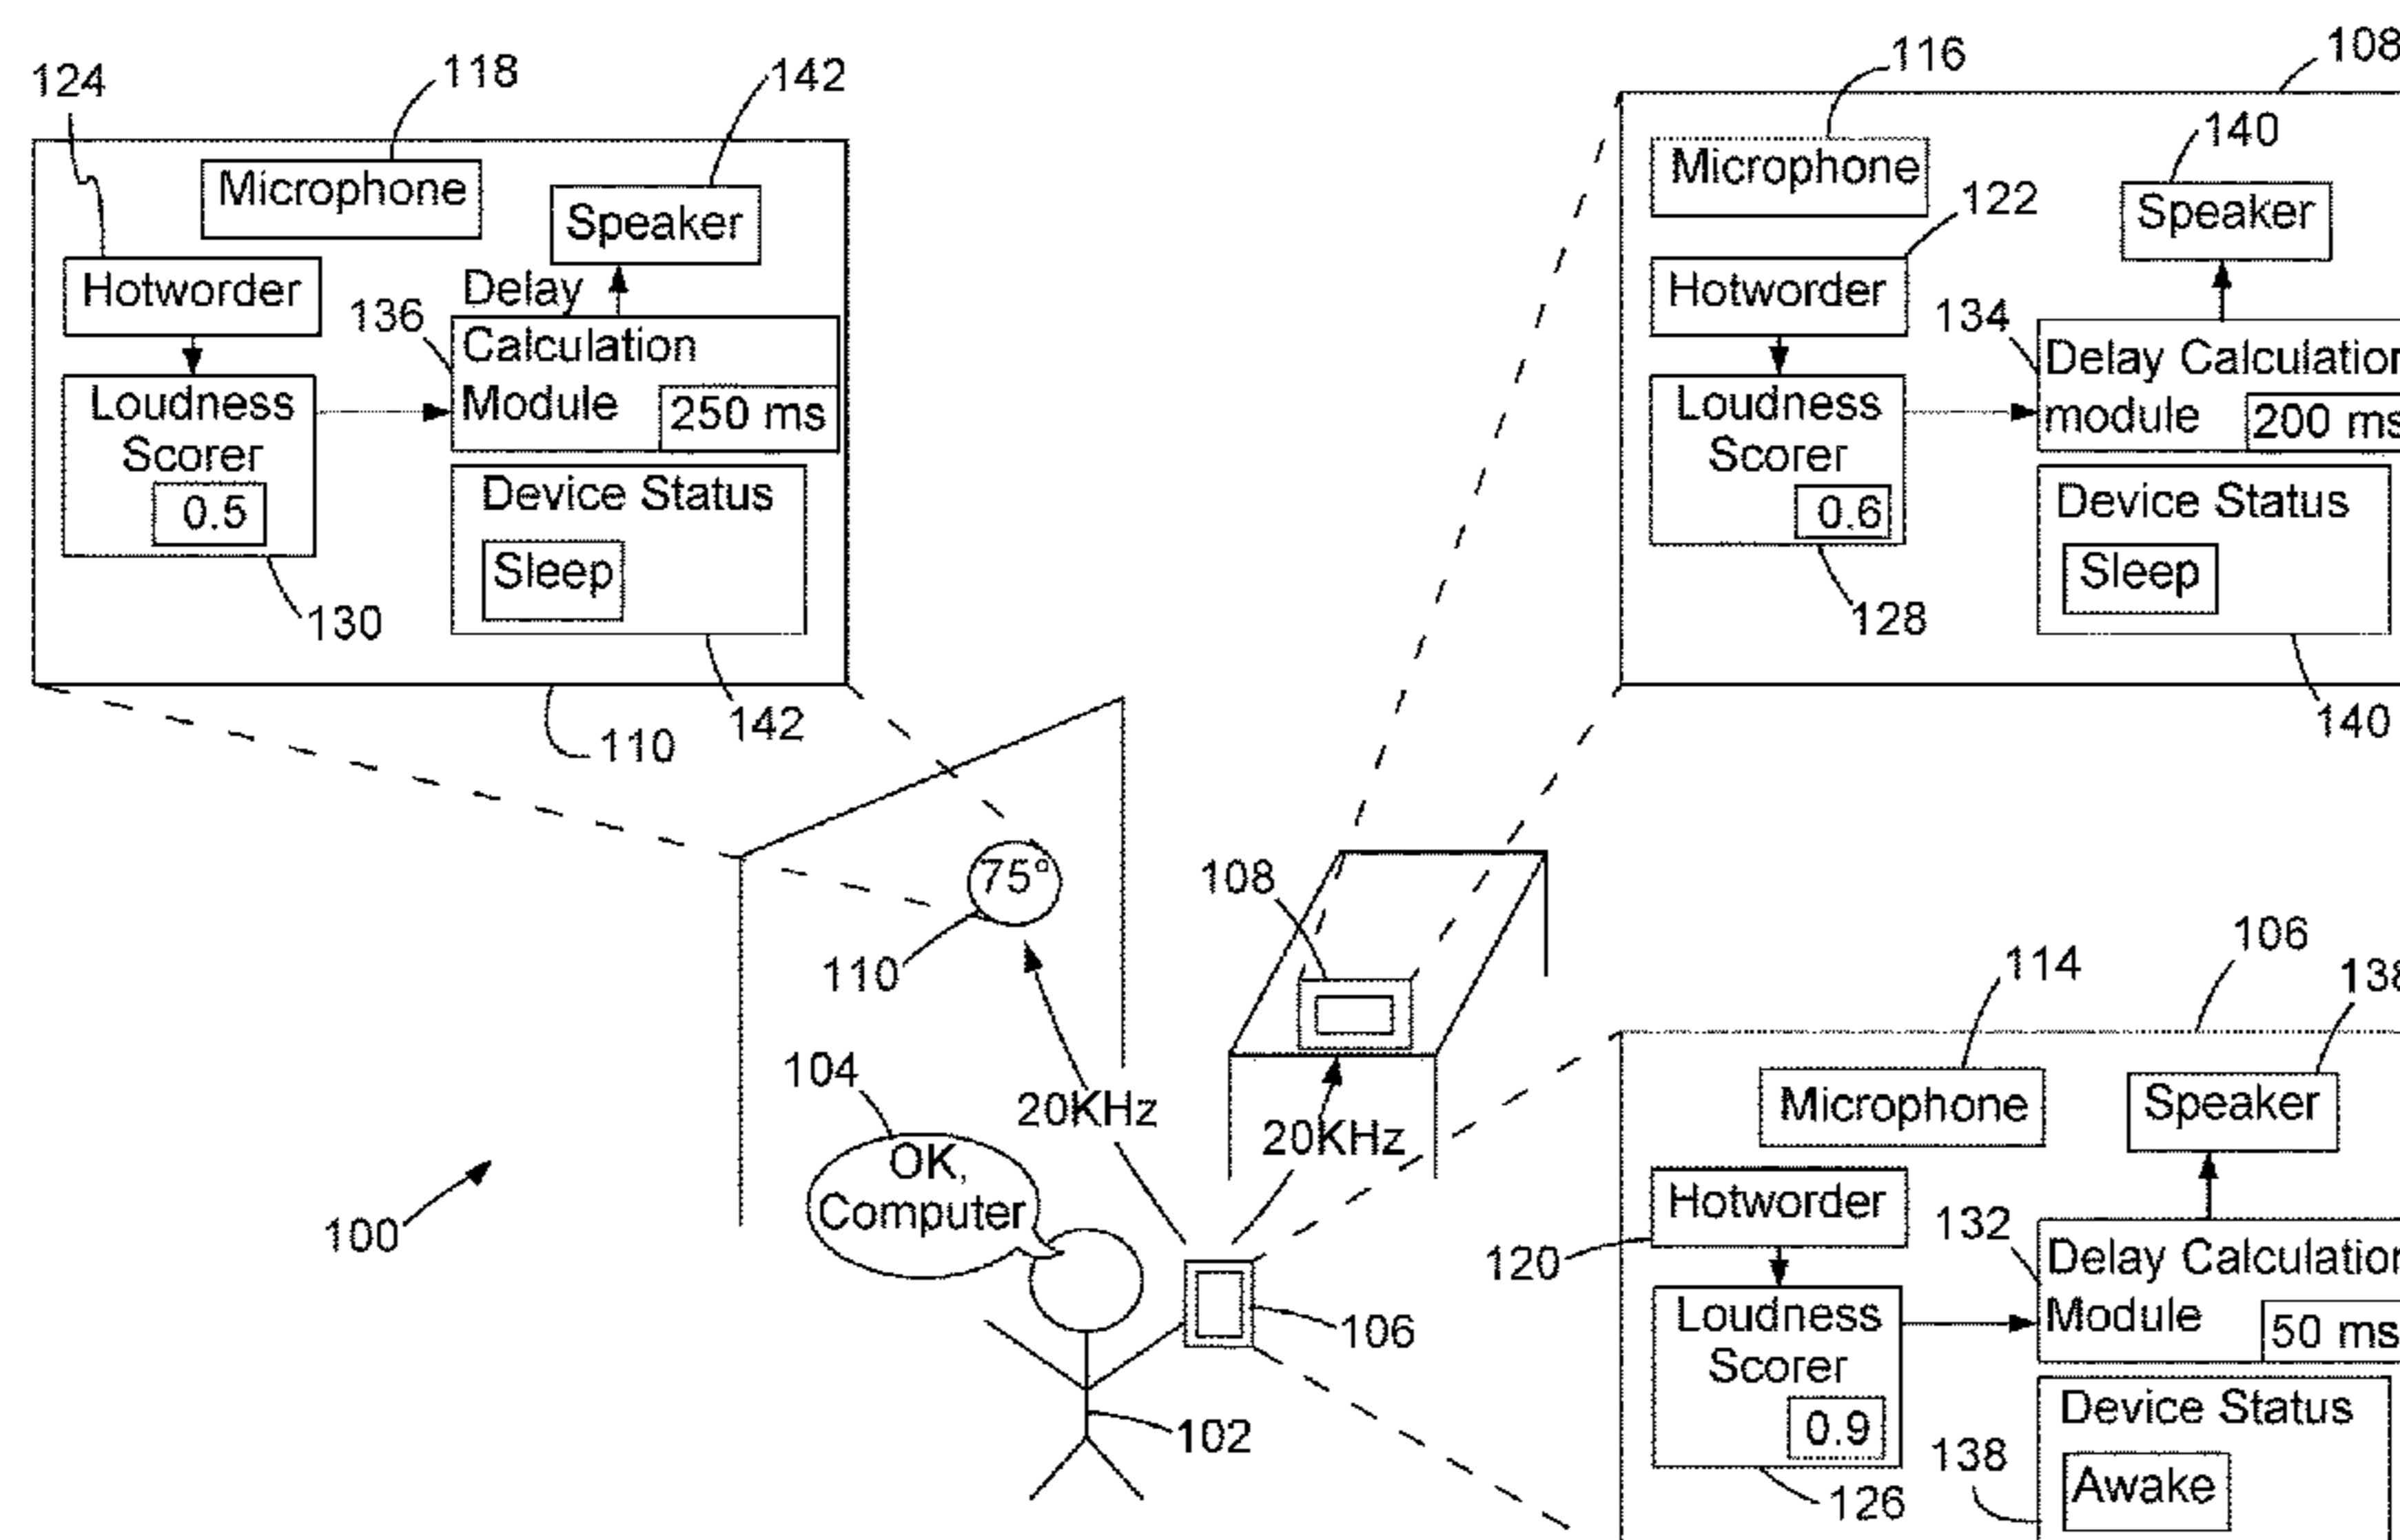 124
118
142
Microphone
Speaker
Hotworder
Delay
136
Calculation
Module
250 ms
Loudness
Scorer
0.5
Device Status
Sleep
130
142
110
116
108
140
Microphone
122
Speaker
Hotworder
134
Delay Calculation
module
200 ms
Loudness
Scorer
0.6
Device Status
Sleep
128
140
75°
108
110
104
20KHz
20KHz
OK,
Computer
100
106
102
106
114
138
Microphone
Speaker
Hotworder
120
132
Delay Calculation
Module
50 ms
Loudness
Scorer
0.9
Device Status
138
Awake
126